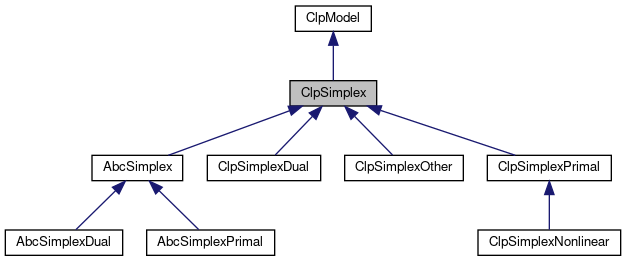 ClpModel
ClpSimplex
AbcSimplex
ClpSimplexDual
ClpSimplexOther
ClpSimplexPrimal
AbcSimplexDual
AbcSimplexPrimal
ClpSimplexNonlinear